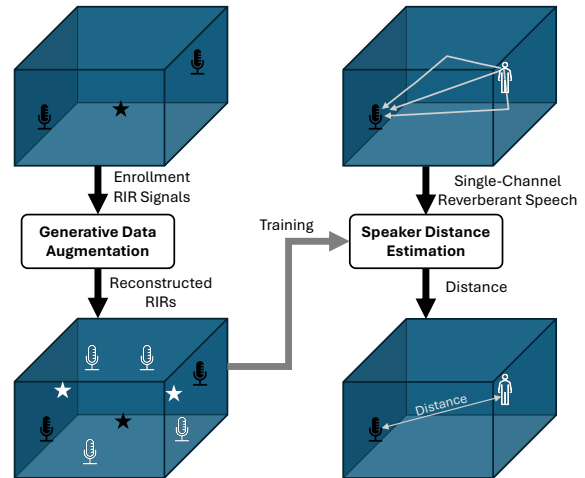 Enrollment
RIR Signals
Generative Data
Augmentation
Reconstructed
RIRs
Training
Single-Channel
Reverberant Speech
Speaker Distance
Estimation
Distance
Distance